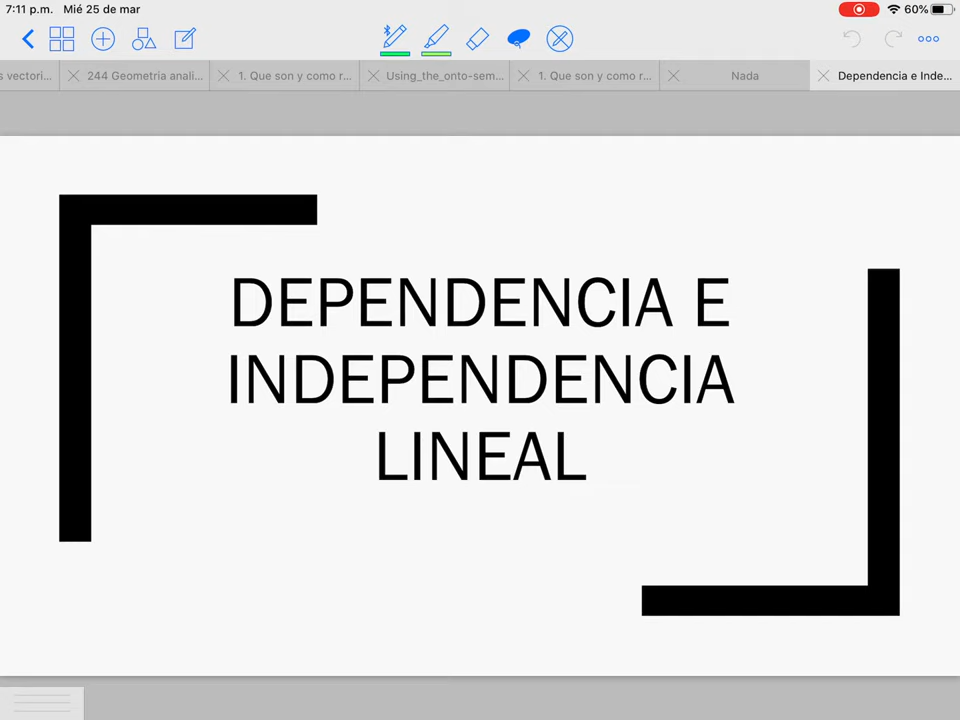 7:11 p.m. Mié 25 de mar
60%
s vectori...
244 Geometria anali...
1. Que son y como r...
Using_the_onto-sem...
1. Que son y como r...
Nada
Dependencia e Inde...
DEPENDENCIA E
INDEPENDENCIA
LINEAL